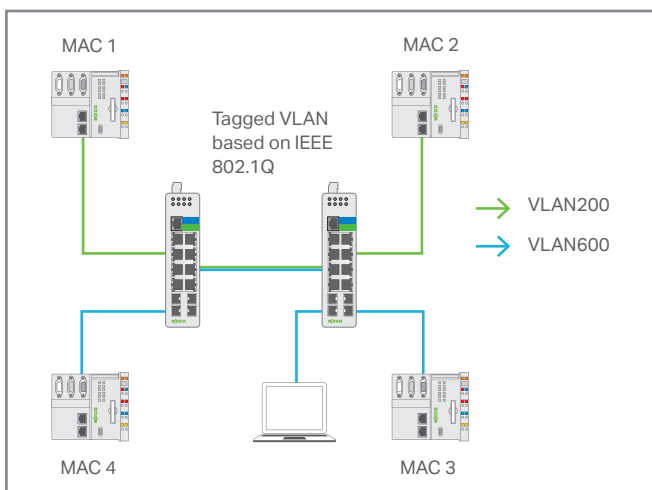 MAC 1
MAC 2
Tagged VLAN
based on IEEE
802.1Q
VLAN200
VLAN600
MAC 4
MAC 3